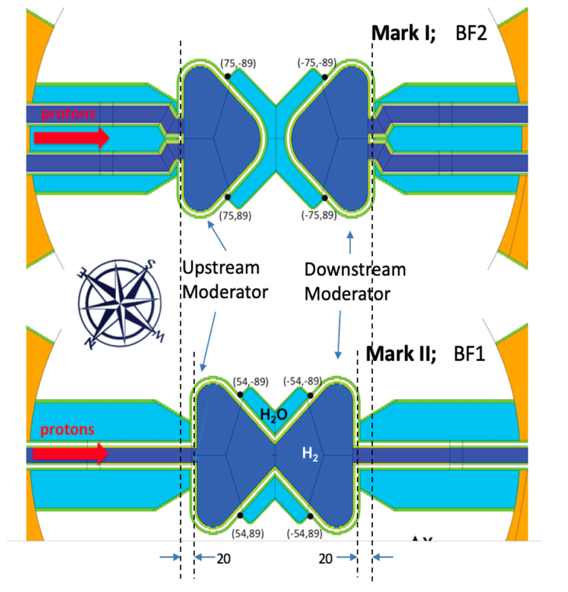 Mark I; BF2
(75,-89) (-75,-89)
protons
(75,89) (-75,89)
Upstream
Moderator
Downstream
Moderator
S
E
W
N
Mark II; BF1
(54,-89) (-54,-89)
H₂O
protons
H₂
(54,89) (-54,89)
20 20